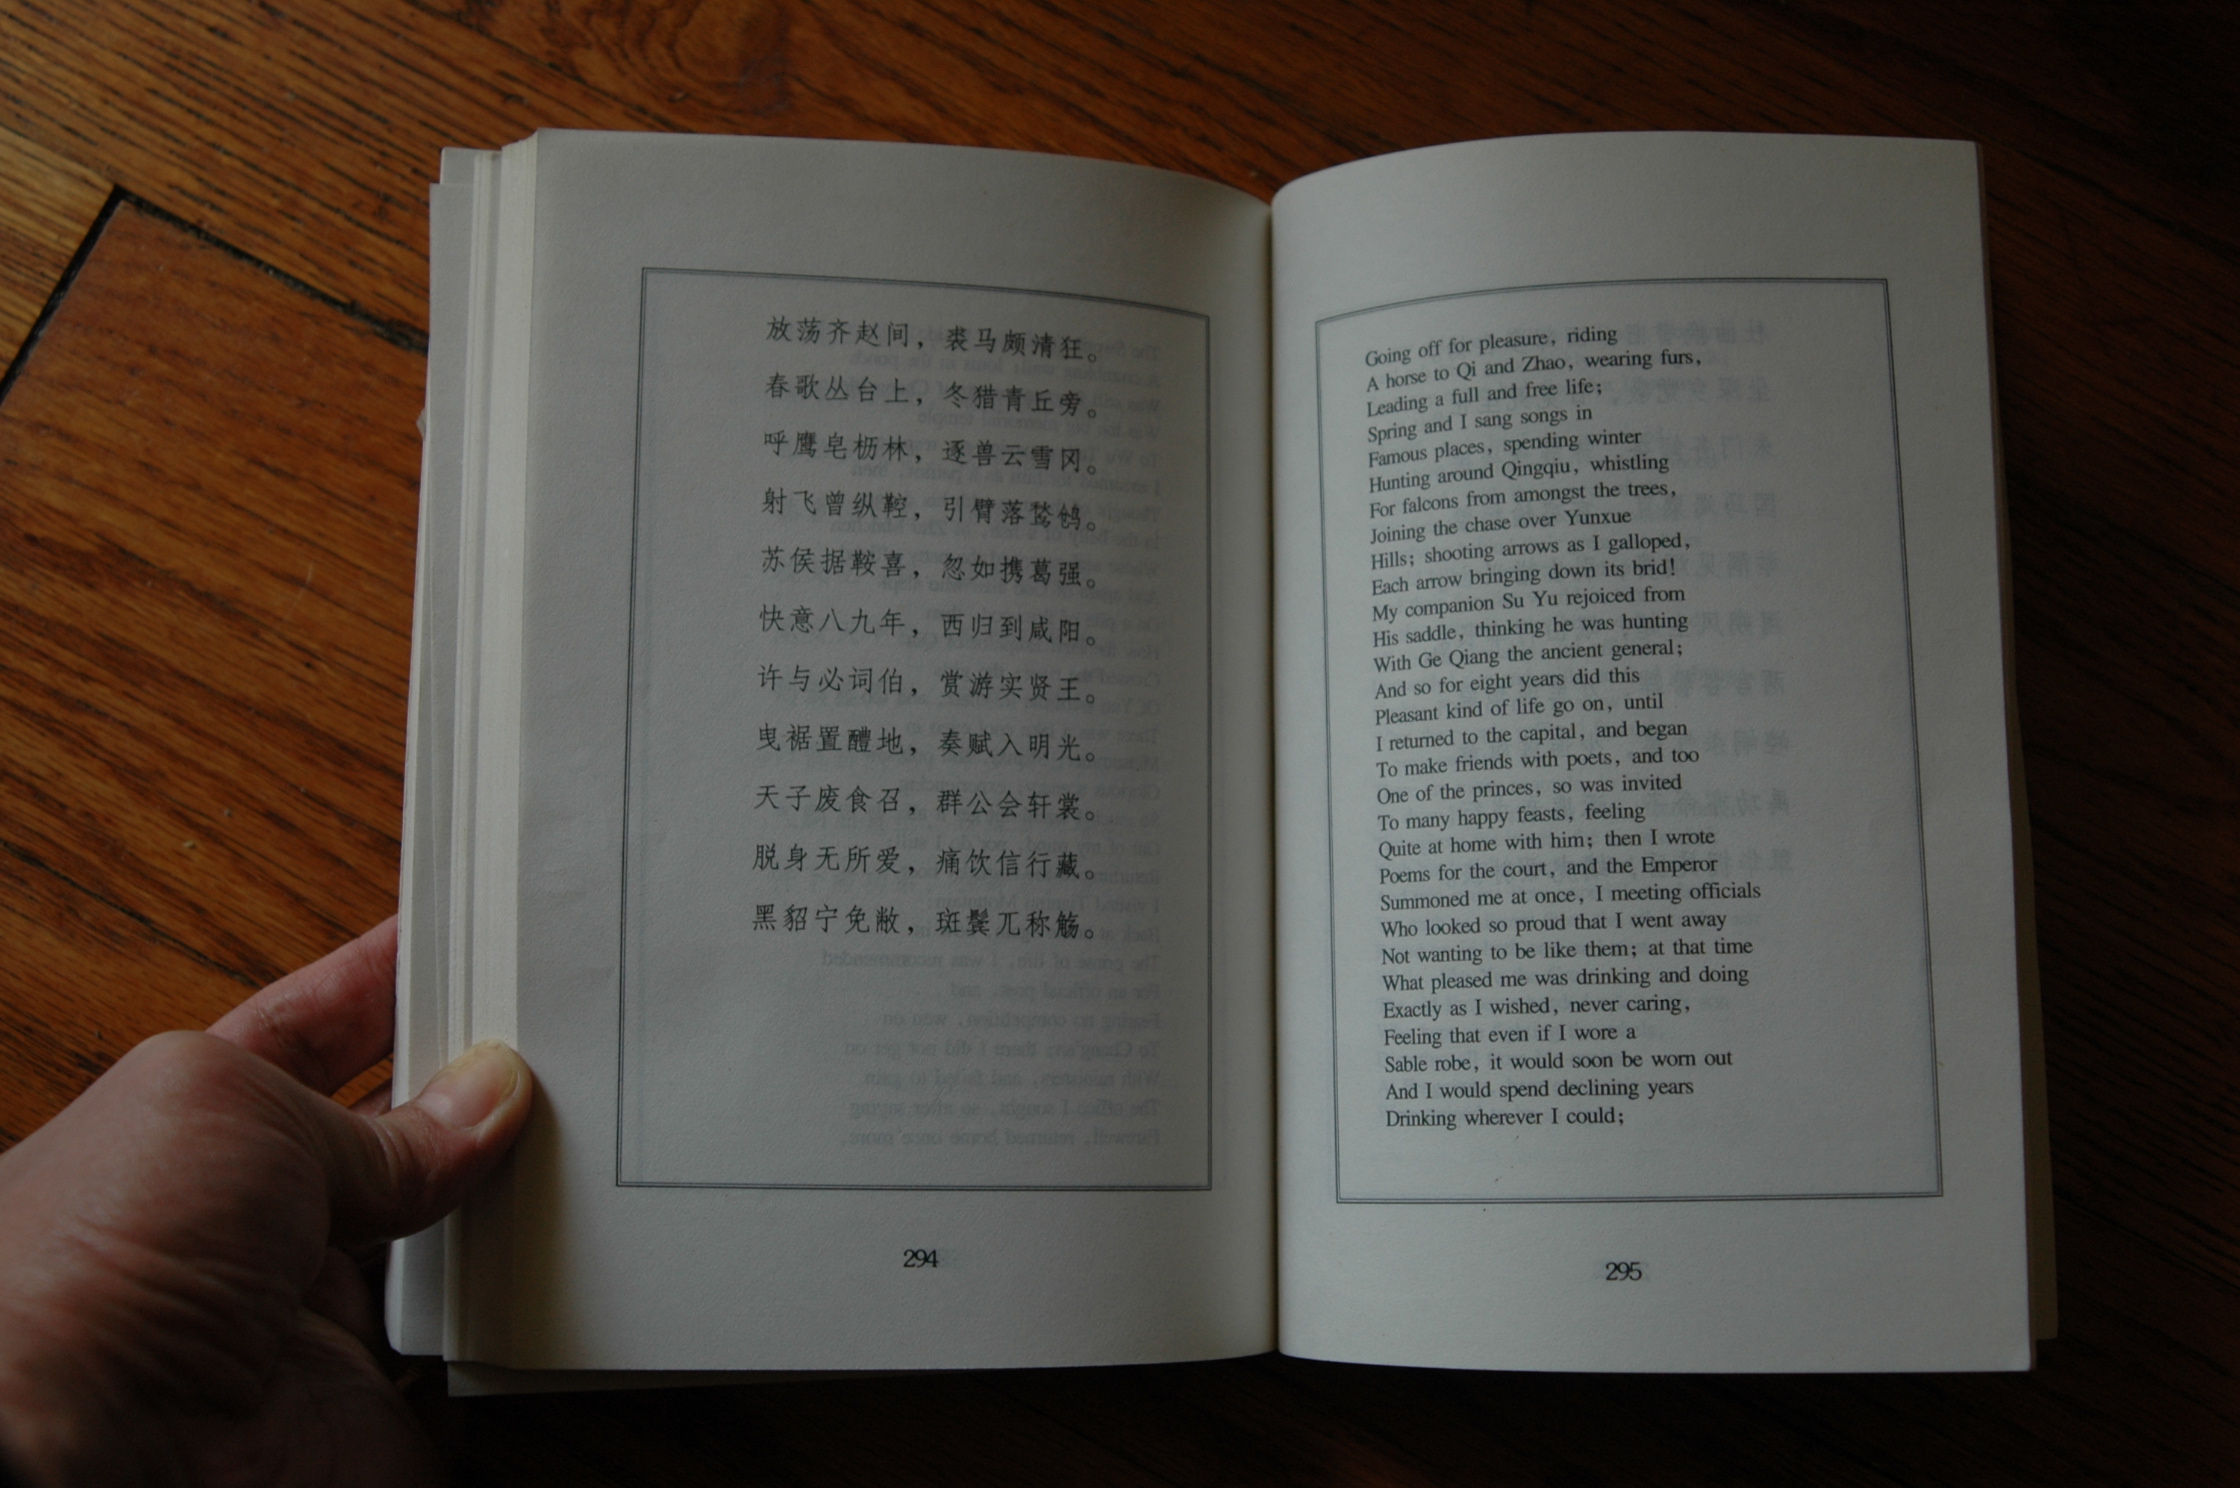 放荡齐赵间，裘马颇清狂。
春歌丛台上，冬猎青丘旁。
呼鹰皂枥林，逐兽云雪冈。
射飞曾纵鞚，引臂落鹙鸧。
苏侯据鞍喜，忽如携葛强。
快意八九年，西归到咸阳。
许与必词伯，赏游实贤王。
曳裾置醴地，奏赋入明光。
天子废食召，群公会轩裳。
脱身无所爱，痛饮信行藏。
黑貂宁免敝，斑鬓兀称觞。
294
Going off for pleasure, riding
A horse to Qi and Zhao, wearing furs,
Leading a full and free life;
Spring and I sang songs in
Famous places, spending winter
Hunting around Qingqiu, whistling
For falcons from amongst the trees,
Joining the chase over Yunxue
Hills; shooting arrows as I galloped,
Each arrow bringing down its brid!
My companion Su Yu rejoiced from
His saddle, thinking he was hunting
With Ge Qiang the ancient general;
And so for eight years did this
Pleasant kind of life go on, until
I returned to the capital, and began
To make friends with poets, and too
One of the princes, so was invited
To many happy feasts, feeling
Quite at home with him; then I wrote
Poems for the court, and the Emperor
Summoned me at once, I meeting officials
Who looked so proud that I went away
Not wanting to be like them; at that time
What pleased me was drinking and doing
Exactly as I wished, never caring,
Feeling that even if I wore a
Sable robe, it would soon be worn out
And I would spend declining years
Drinking wherever I could;
295